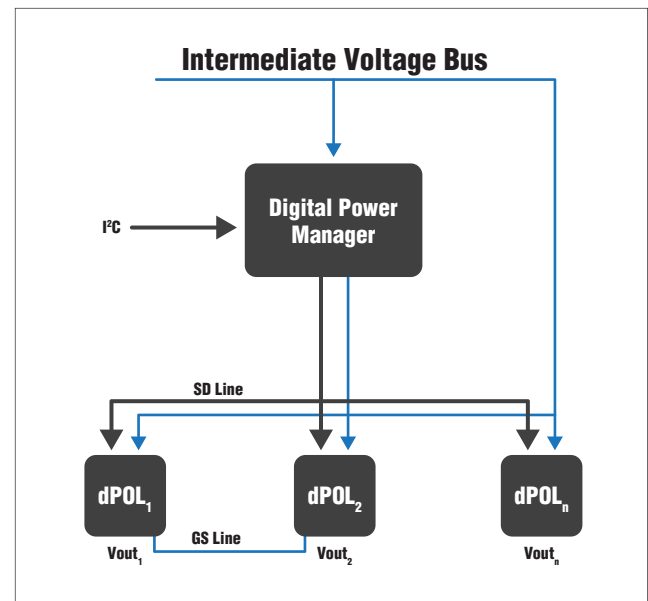 Intermediate Voltage Bus
Digital Power
Manager
I²C
SD Line
dPOL₁
dPOL₂
dPOLₙ
GS Line
Vout₁
Vout₂
Voutₙ